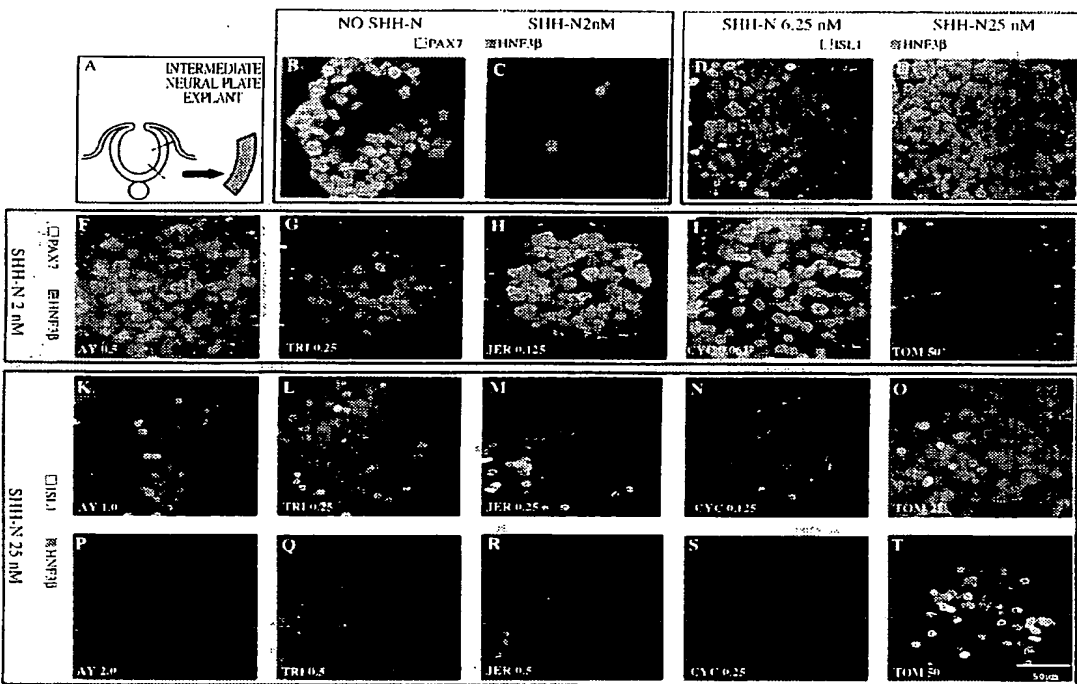 NO SHH-N
SHH-N2nM
SHH-N 6.25 nM
SHH-N25 nM
PAX7
HNF3β
ISL1
HNF3β
A
INTERMEDIATE
NEURAL PLATE
EXPLANT
B
C
D
SHH-N 2 nM
PAX7
HNF3β
F
AY 0.5
G
TRI 0.25
H
JER 0.125
I
J
TOM 50
SHH-N 25 nM
ISL1
HNF3β
K
AY 1.0
L
TRI 0.25
M
JER 0.25
N
CYC 0.125
O
P
AY 2.0
Q
TRI 0.5
R
JER 0.5
S
CYC 0.25
T
TOM 50
50µm